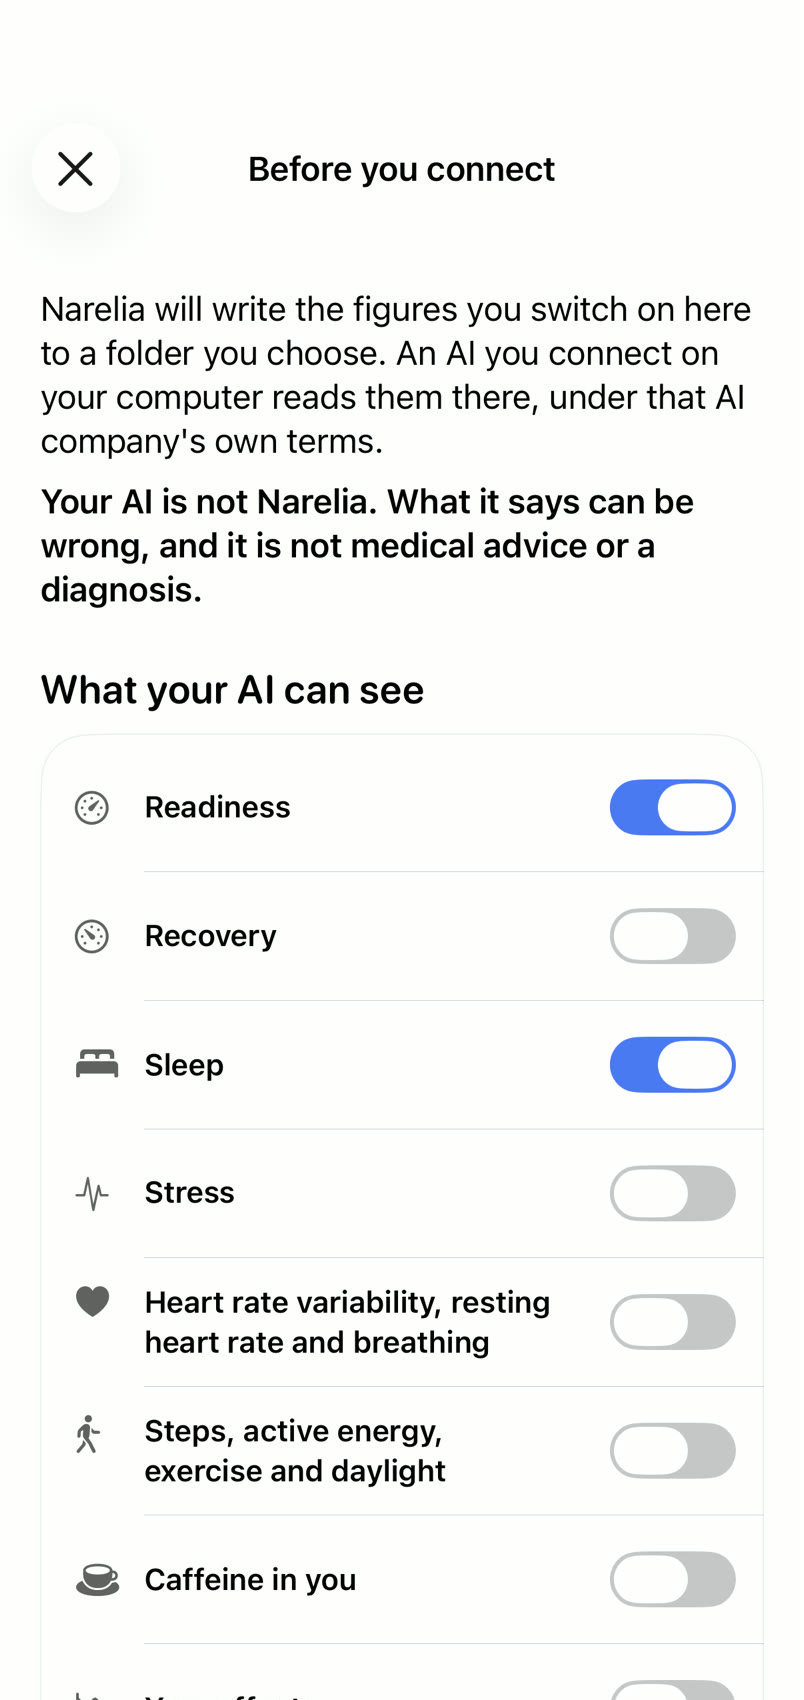 Before you connect
Narelia will write the figures you switch on here
to a folder you choose. An AI you connect on
your computer reads them there, under that AI
company's own terms.
Your AI is not Narelia. What it says can be
wrong, and it is not medical advice or a
diagnosis.
What your AI can see
Readiness
Recovery
Sleep
Stress
Heart rate variability, resting
heart rate and breathing
Steps, active energy,
exercise and daylight
Caffeine in you